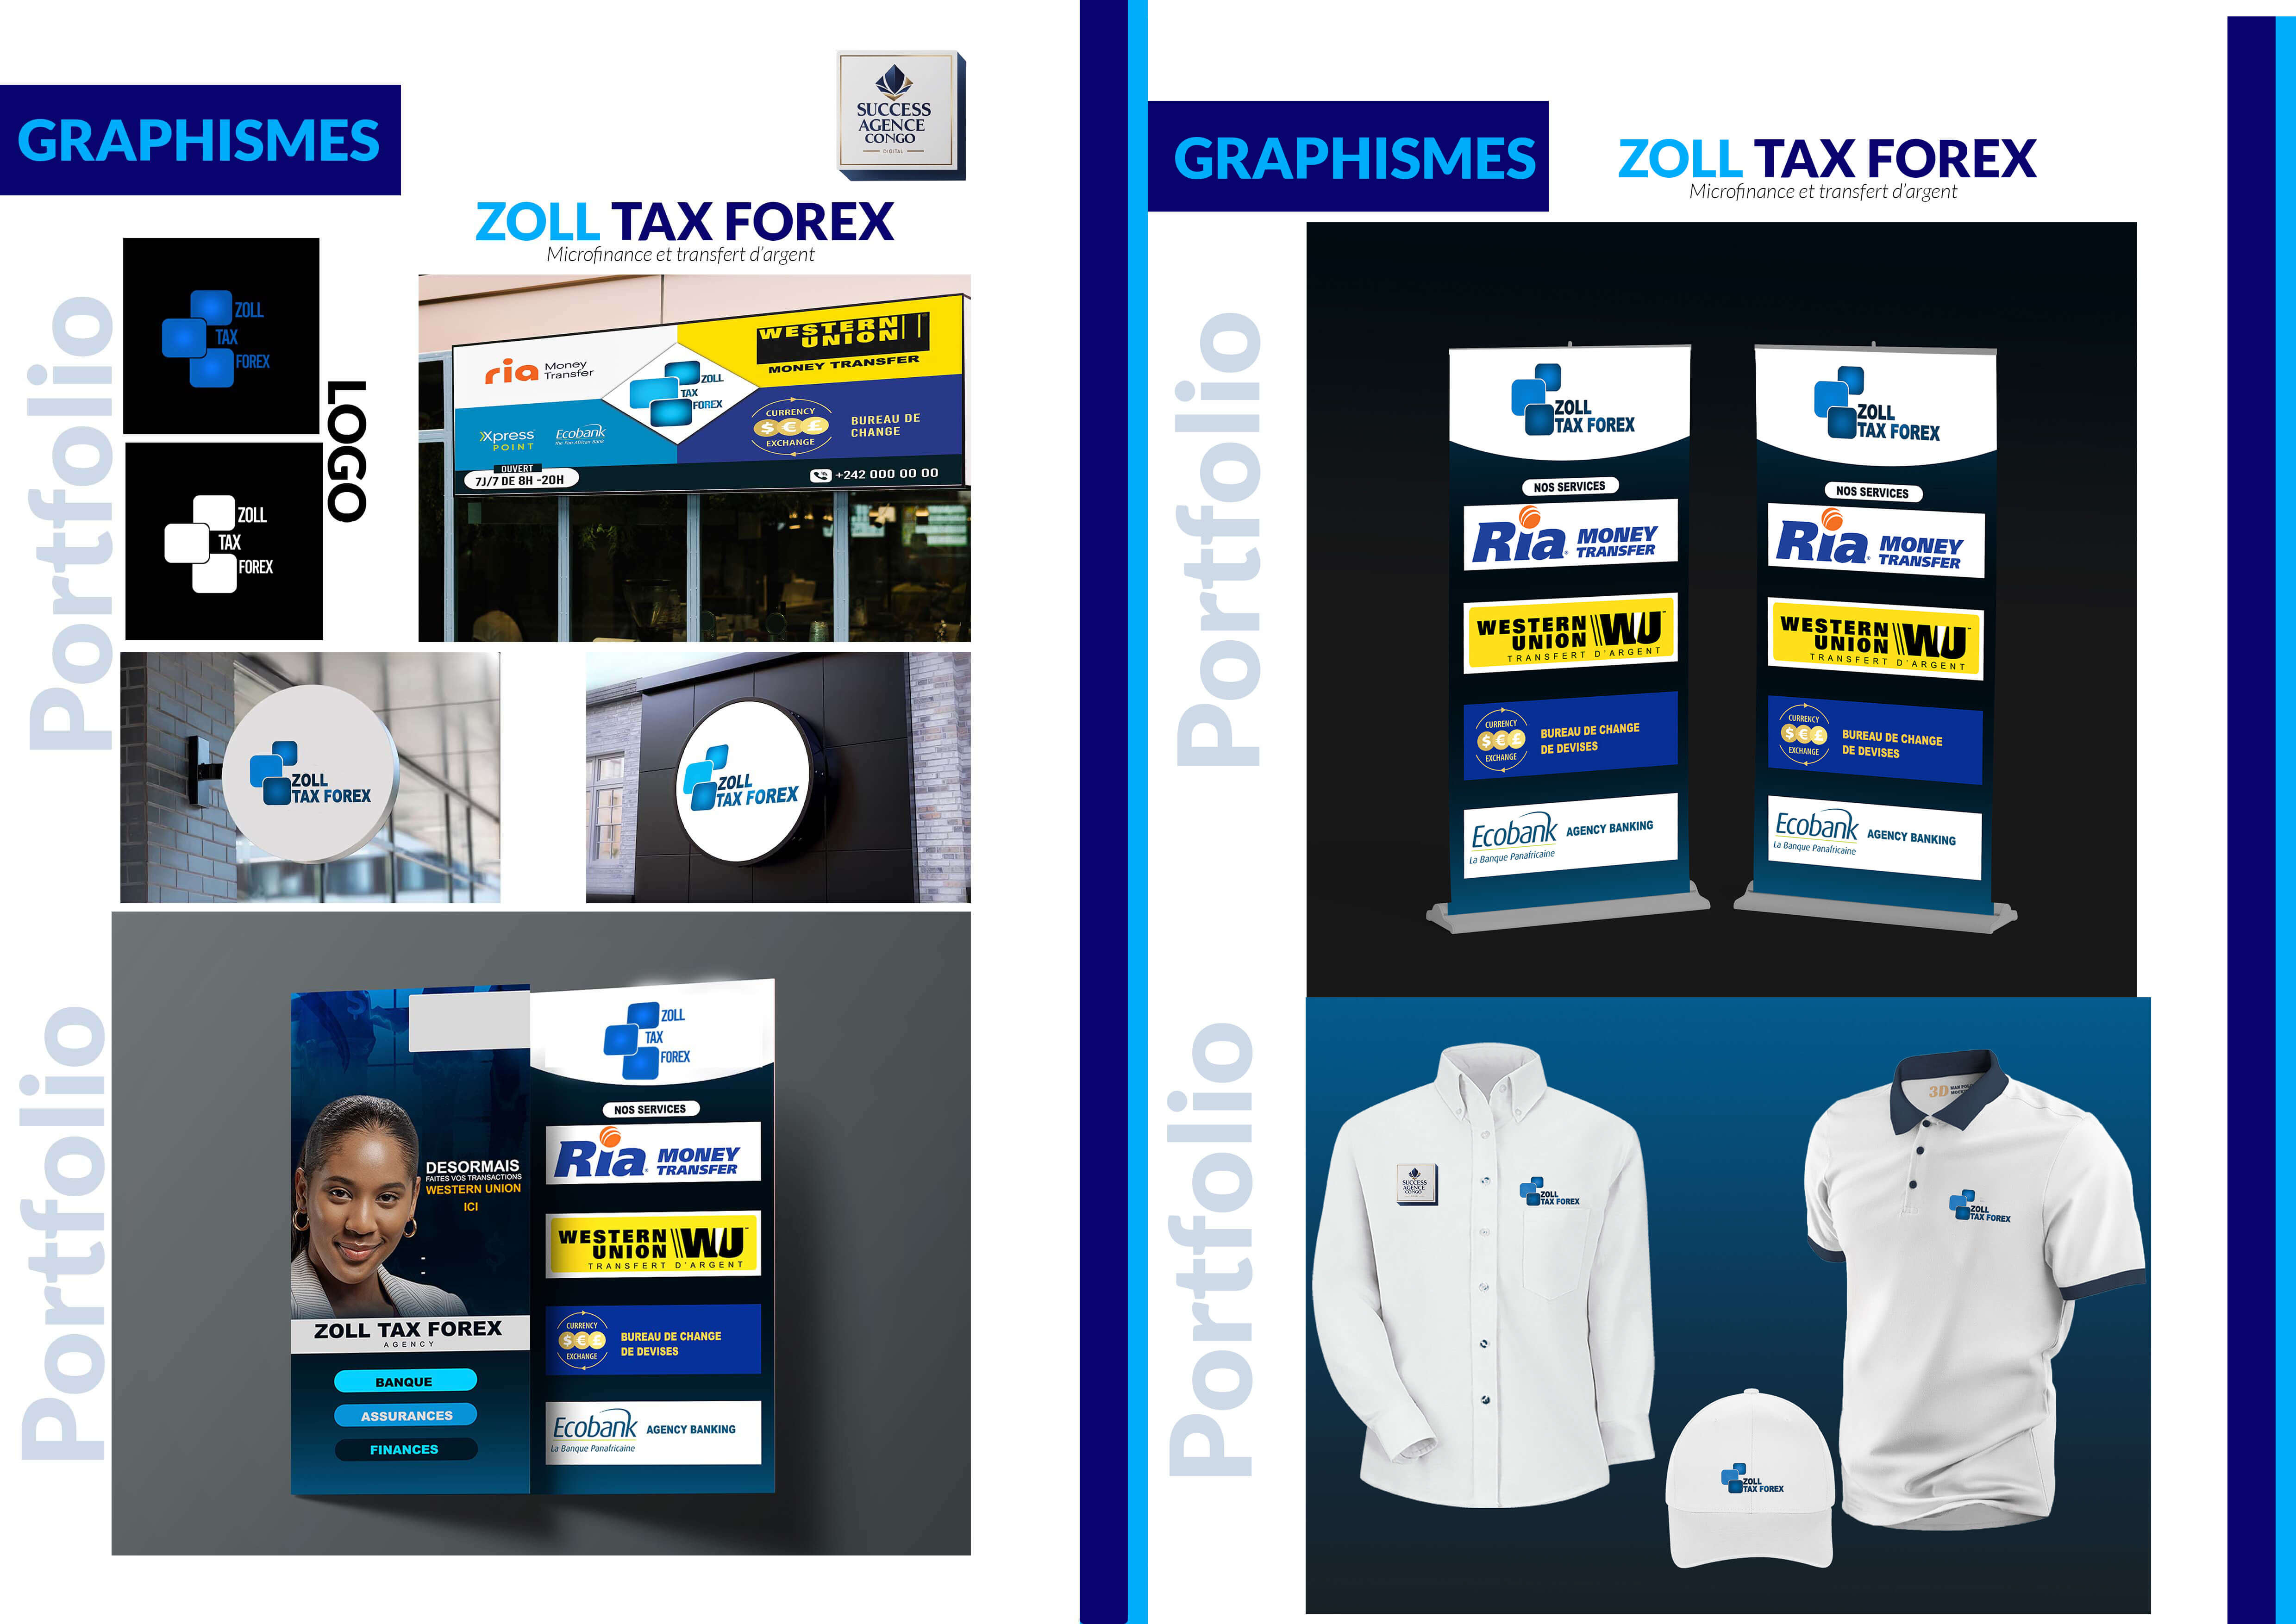 GRAPHISMES
SUCCESS
AGENCE
CONGO
DIGITAL
ZOLL TAX FOREX
Microfinance et transfert d'argent
Portfolio
ZOLL
TAX
FOREX
LOGO
ZOLL
TAX
FOREX
ria Money
Transfer
WESTERN
UNION
MONEY TRANSFER
ZOLL
TAX
FOREX
Xpress
POINT
Ecobank
The Pan African Bank
CURRENCY
$ € £
EXCHANGE
BUREAU DE
CHANGE
OUVERT
7J/7 DE 8H -20H
+242 000 00 00
ZOLL
TAX FOREX
ZOLL
TAX FOREX
Portfolio
DESORMAIS
FAITES VOS TRANSACTIONS
WESTERN UNION
ICI
ZOLL TAX FOREX
AGENCY
BANQUE
ASSURANCES
FINANCES
ZOLL
TAX
FOREX
NOS SERVICES
Ria MONEY
TRANSFER
WESTERN
UNION WU
TRANSFERT D'ARGENT
CURRENCY
$ € £
EXCHANGE
BUREAU DE CHANGE
DE DEVISES
Ecobank
La Banque Panafricaine
AGENCY BANKING
GRAPHISMES
ZOLL TAX FOREX
Microfinance et transfert d'argent
Portfolio
ZOLL
TAX FOREX
NOS SERVICES
Ria MONEY
TRANSFER
WESTERN
UNION WU
TRANSFERT D'ARGENT
CURRENCY
$ € £
EXCHANGE
BUREAU DE CHANGE
DE DEVISES
Ecobank
La Banque Panafricaine
AGENCY BANKING
ZOLL
TAX FOREX
NOS SERVICES
Ria MONEY
TRANSFER
WESTERN
UNION WU
TRANSFERT D'ARGENT
CURRENCY
$ € £
EXCHANGE
BUREAU DE CHANGE
DE DEVISES
Ecobank
La Banque Panafricaine
AGENCY BANKING
Portfolio
SUCCESS
AGENCE
CONGO
ZOLL
TAX FOREX
3D
ZOLL
TAX FOREX
ZOLL
TAX FOREX